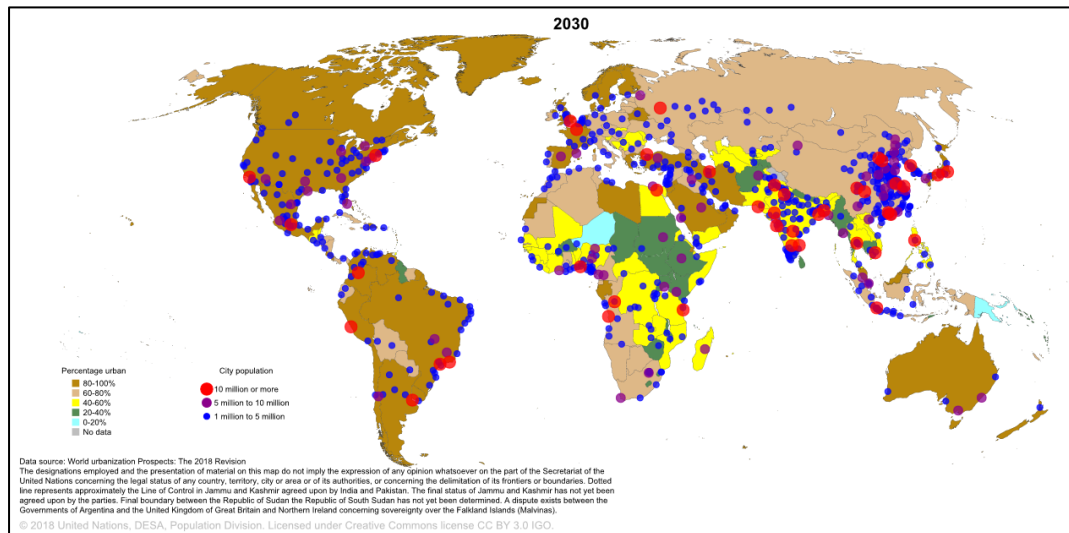 2030
Percentage urban
80-100%
60-80%
40-60%
20-40%
0-20%
No data
City population
10 million or more
5 million to 10 million
1 million to 5 million
Data source: World urbanization Prospects: The 2018 Revision
The designations employed and the presentation of material on this map do not imply the expression of any opinion whatsoever on the part of the Secretariat of the
United Nations concerning the legal status of any country, territory, city or area or of its authorities, or concerning the delimitation of its frontiers or boundaries. Dotted
line represents approximately the Line of Control in Jammu and Kashmir agreed upon by India and Pakistan. The final status of Jammu and Kashmir has not yet been
agreed upon by the parties. Final boundary between the Republic of Sudan the Republic of South Sudan has not yet been determined. A dispute exists between the
Governments of Argentina and the United Kingdom of Great Britain and Northern Ireland concerning sovereignty over the Falkland Islands (Malvinas).
© 2018 United Nations, DESA, Population Division. Licensed under Creative Commons license CC BY 3.0 IGO.